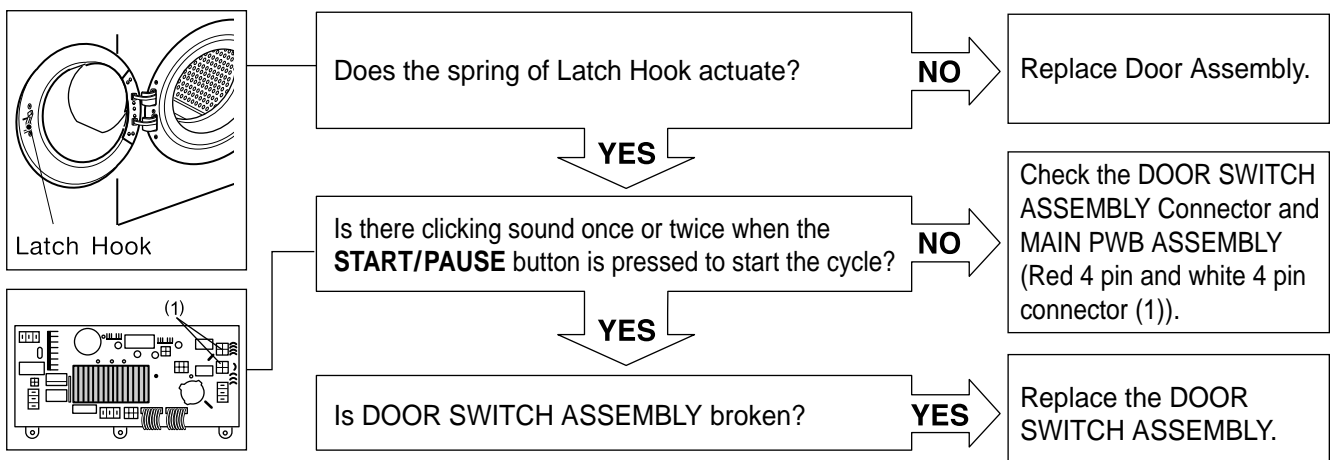 Latch Hook
Does the spring of Latch Hook actuate?
NO
Replace Door Assembly.
YES
(1)
Is there clicking sound once or twice when the
START/PAUSE button is pressed to start the cycle?
NO
Check the DOOR SWITCH
ASSEMBLY Connector and
MAIN PWB ASSEMBLY
(Red 4 pin and white 4 pin
connector (1)).
YES
Is DOOR SWITCH ASSEMBLY broken?
YES
Replace the DOOR
SWITCH ASSEMBLY.